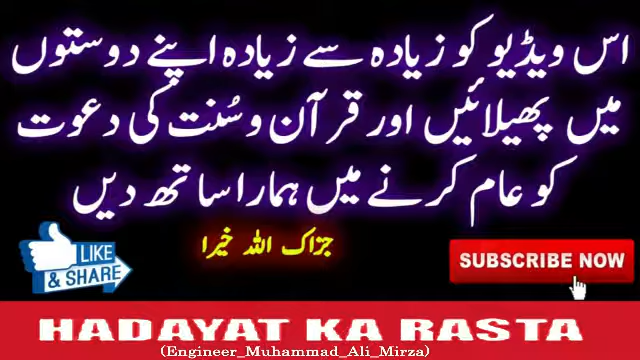 اس ویڈیو کو زیادہ سے زیادہ اپنے دوستوں
میں پھیلائیں اور قرآن و سُنت کی دعوت
کو عام کرنے میں ہمارا ساتھ دیں
جزاک اللہ خیرا
LIKE
& SHARE
SUBSCRIBE NOW
HADAYAT KA RASTA
(Engineer_Muhammad_Ali_Mirza)